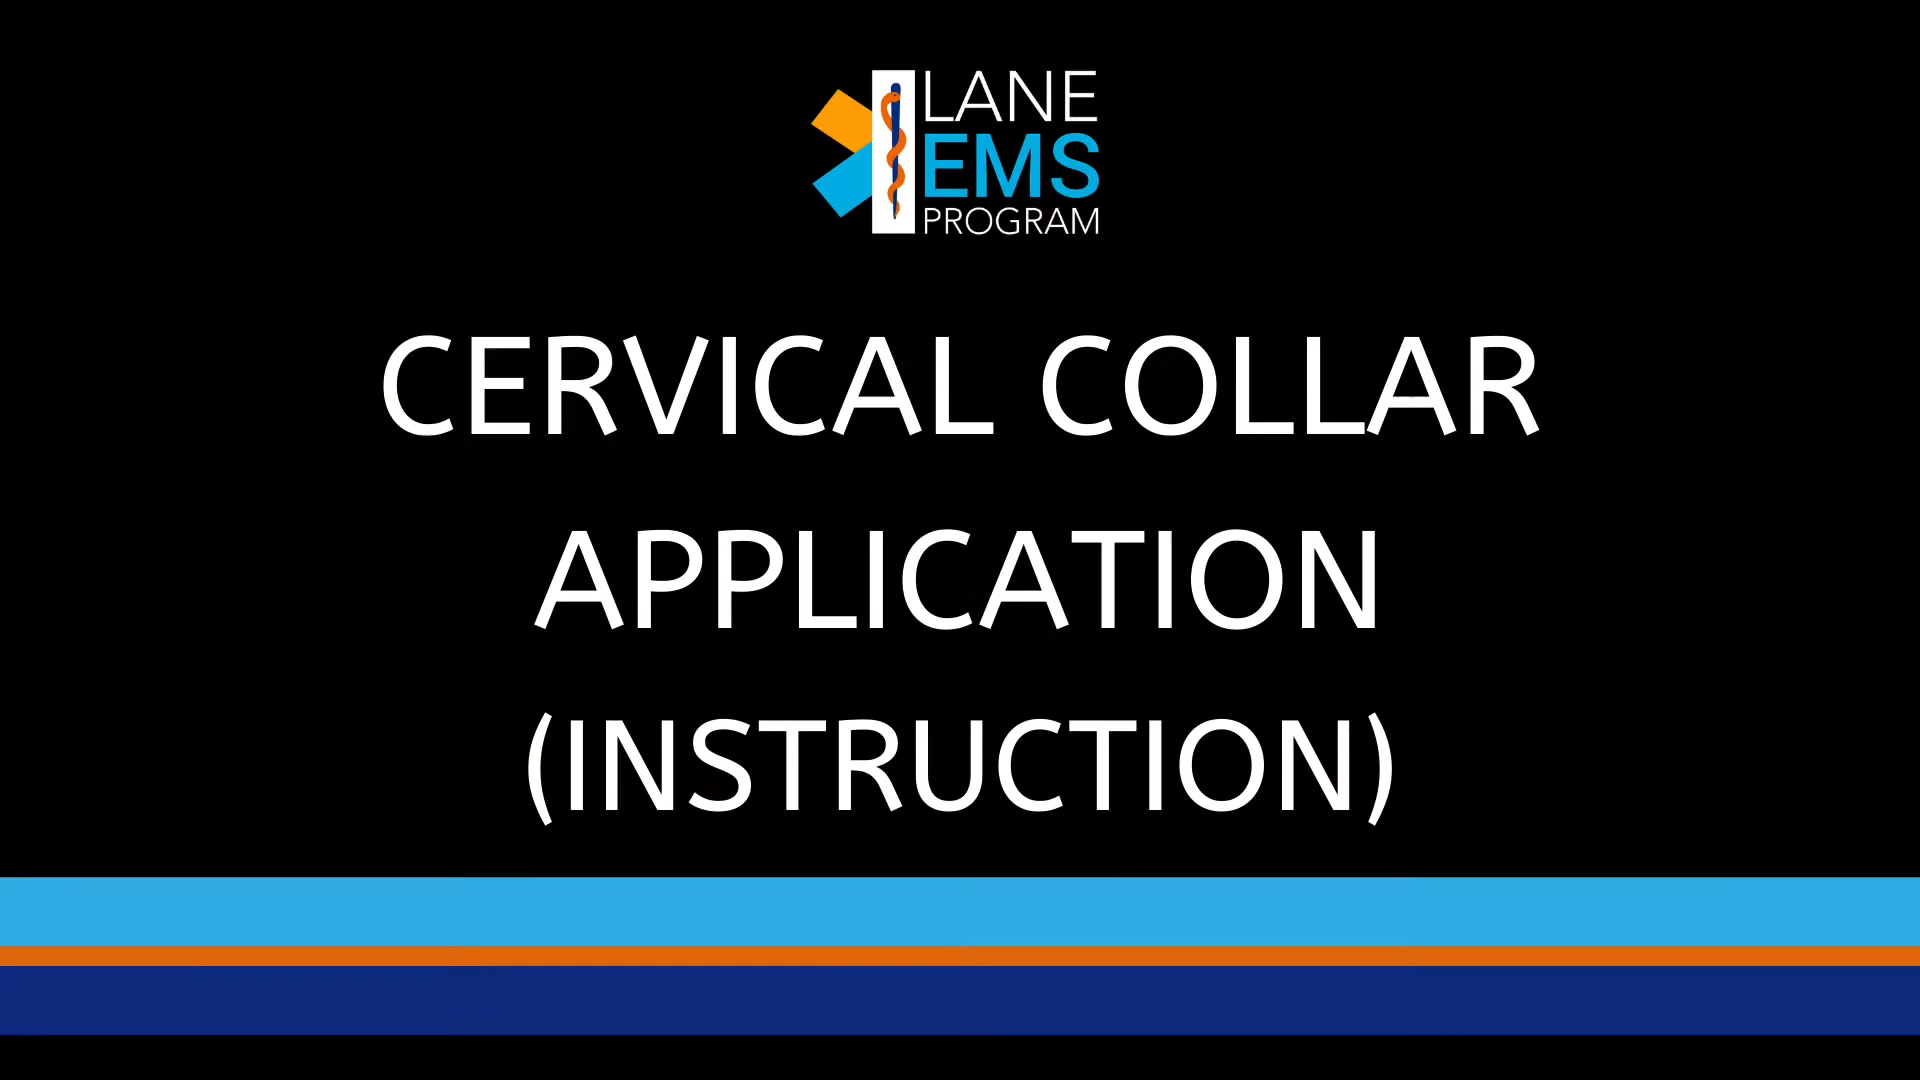 LANE
EMS
PROGRAM
CERVICAL COLLAR
APPLICATION
(INSTRUCTION)